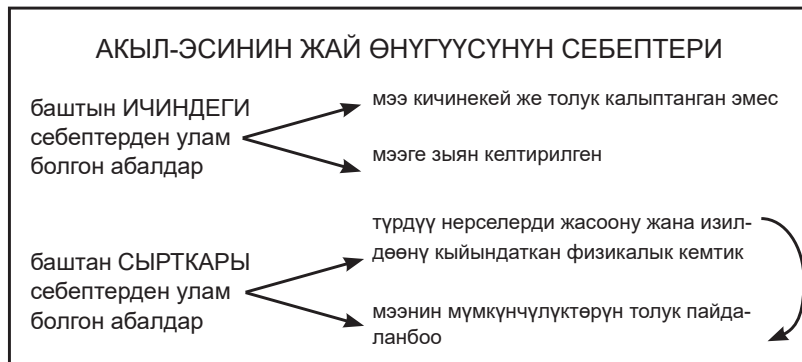 АКЫЛ-ЭСИНИН ЖАЙ ӨНҮГҮҮСҮНҮН СЕБЕПТЕРИ
баштын ИЧИНДЕГИ
себептерден улам
болгон абалдар
мээ кичинекей же толук калыптанган эмес
мээге зыян келтирилген
баштан СЫРТКАРЫ
себептерден улам
болгон абалдар
түрдүү нерселерди жасоону жана изил-
дөөнү кыйындаткан физикалык кемтик
мээнин мүмкүнчүлүктөрүн толук пайда-
ланбоо